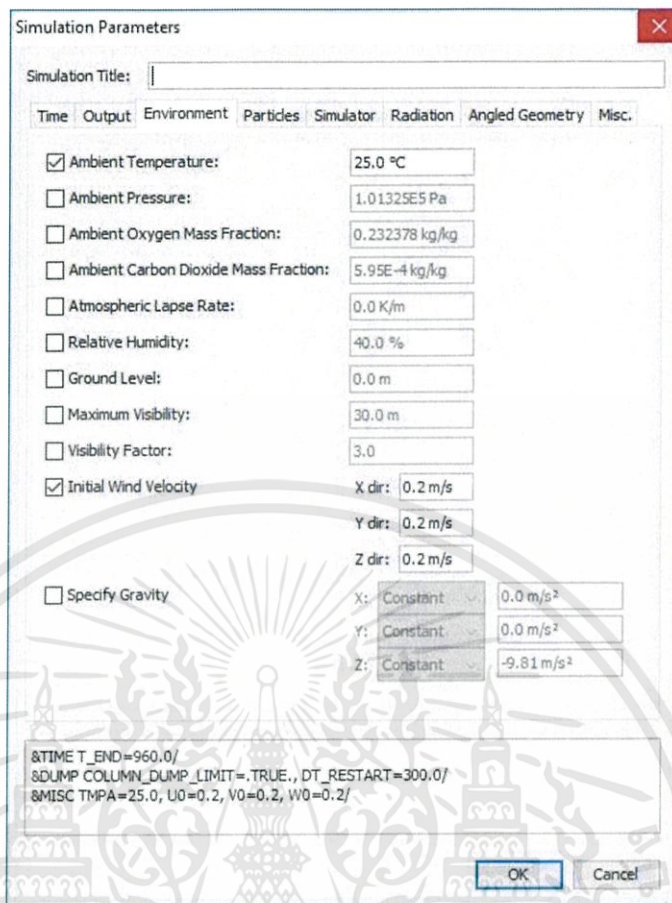 Simulation Parameters
Simulation Title:
Time Output Environment Particles Simulator Radiation Angled Geometry Misc.
Ambient Temperature: 25.0 °C
Ambient Pressure: 1.01325E5 Pa
Ambient Oxygen Mass Fraction: 0.232378 kg/kg
Ambient Carbon Dioxide Mass Fraction: 5.95E-4 kg/kg
Atmospheric Lapse Rate: 0.0 K/m
Relative Humidity: 40.0 %
Ground Level: 0.0 m
Maximum Visibility: 30.0 m
Visibility Factor: 3.0
Initial Wind Velocity X dir: 0.2 m/s
Y dir: 0.2 m/s
Z dir: 0.2 m/s
Specify Gravity X: Constant 0.0 m/s²
Y: Constant 0.0 m/s²
Z: Constant -9.81 m/s²
&TIME T_END=960.0/
&DUMP COLUMN_DUMP_LIMIT=.TRUE., DT_RESTART=300.0/
&MISC TMPA=25.0, U0=0.2, V0=0.2, W0=0.2/
OK Cancel